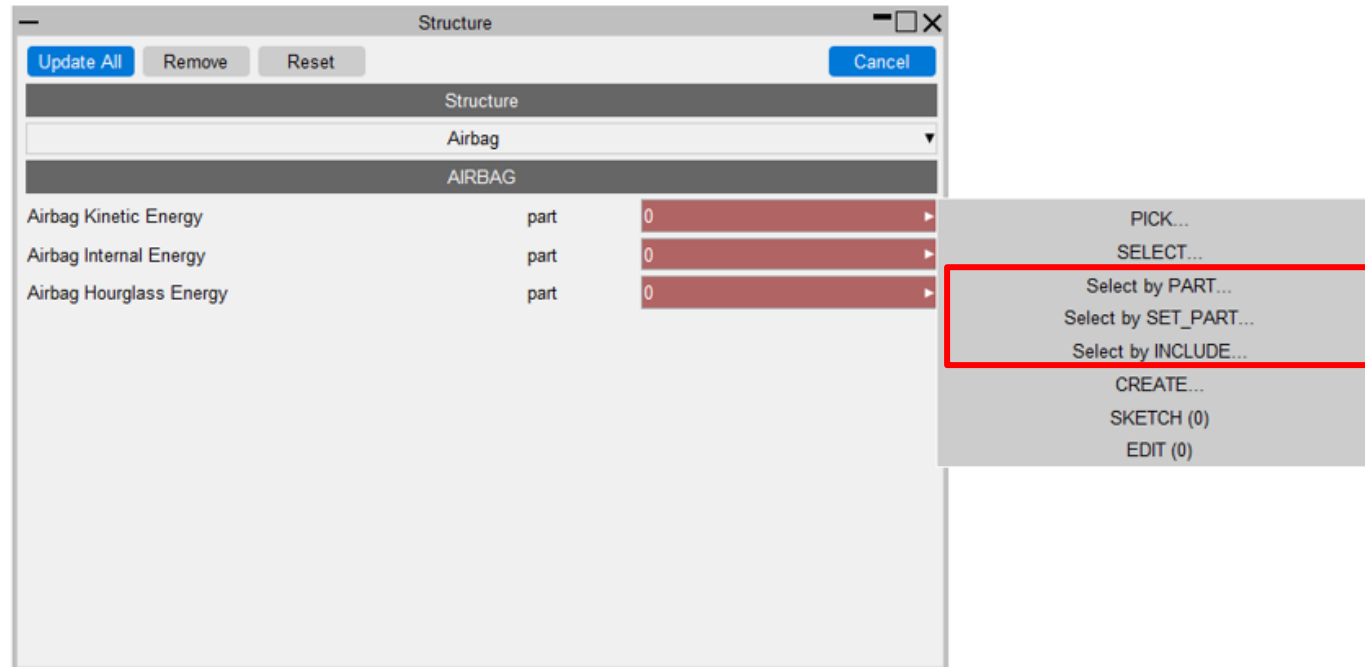 Structure
Update All Remove Reset Cancel
Structure
Airbag
AIRBAG
Airbag Kinetic Energy part 0
Airbag Internal Energy part 0
Airbag Hourglass Energy part 0
PICK...
SELECT...
Select by PART...
Select by SET_PART...
Select by INCLUDE...
CREATE...
SKETCH (0)
EDIT (0)